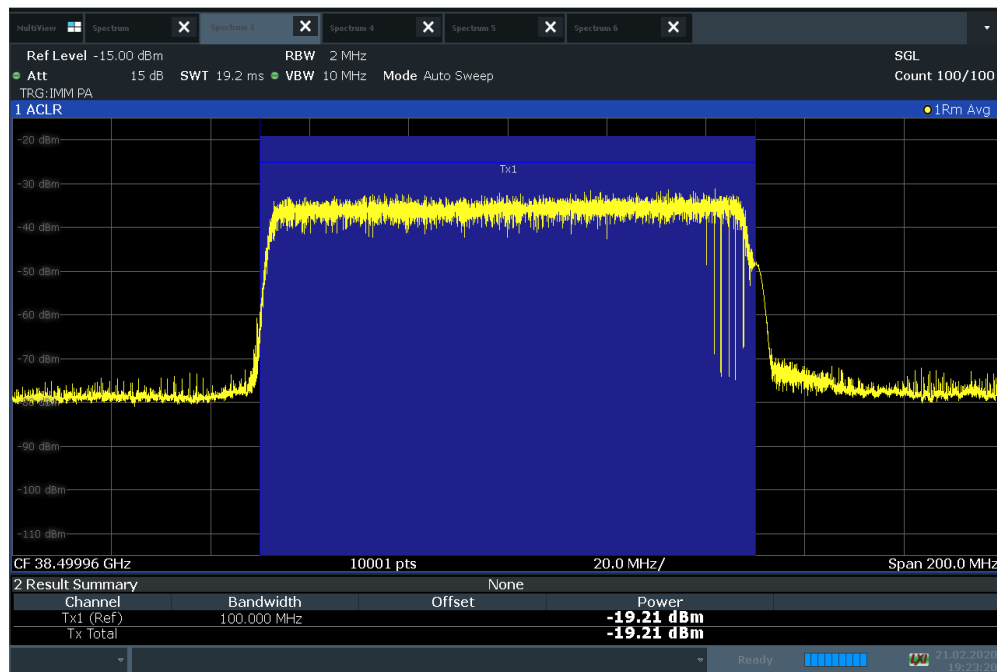 MultiView Spectrum Spectrum 3 Spectrum 4 Spectrum 5 Spectrum 6
Ref Level -15.00 dBm RBW 2 MHz SGL
Att 15 dB SWT 19.2 ms VBW 10 MHz Mode Auto Sweep Count 100/100
TRG:IMM PA
1 ACLR 1Rm Avg
-20 dBm
Tx1
-30 dBm
-40 dBm
-50 dBm
-60 dBm
-70 dBm
-90 dBm
-100 dBm
-110 dBm
CF 38.49996 GHz 10001 pts 20.0 MHz/ Span 200.0 MHz
2 Result Summary None
Channel Bandwidth Offset Power
Tx1 (Ref) 100.000 MHz -19.21 dBm
Tx Total -19.21 dBm
Ready LXI 21.02.2020
19:23:20